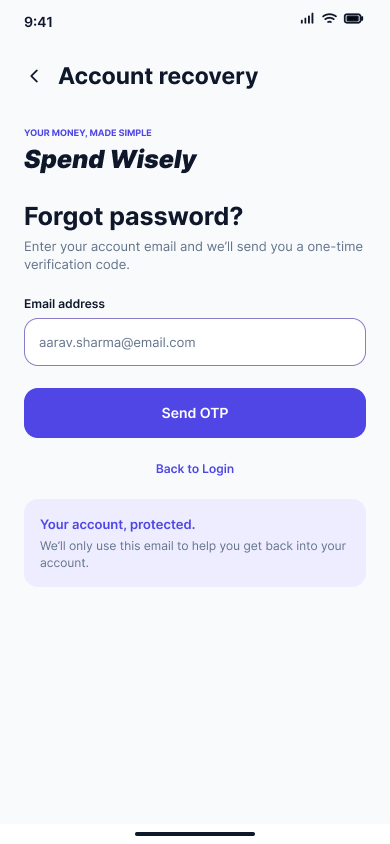 9:41
Account recovery
YOUR MONEY, MADE SIMPLE
Spend Wisely
Forgot password?
Enter your account email and we’ll send you a one-time
verification code.
Email address
aarav.sharma@email.com
Send OTP
Back to Login
Your account, protected.
We’ll only use this email to help you get back into your
account.